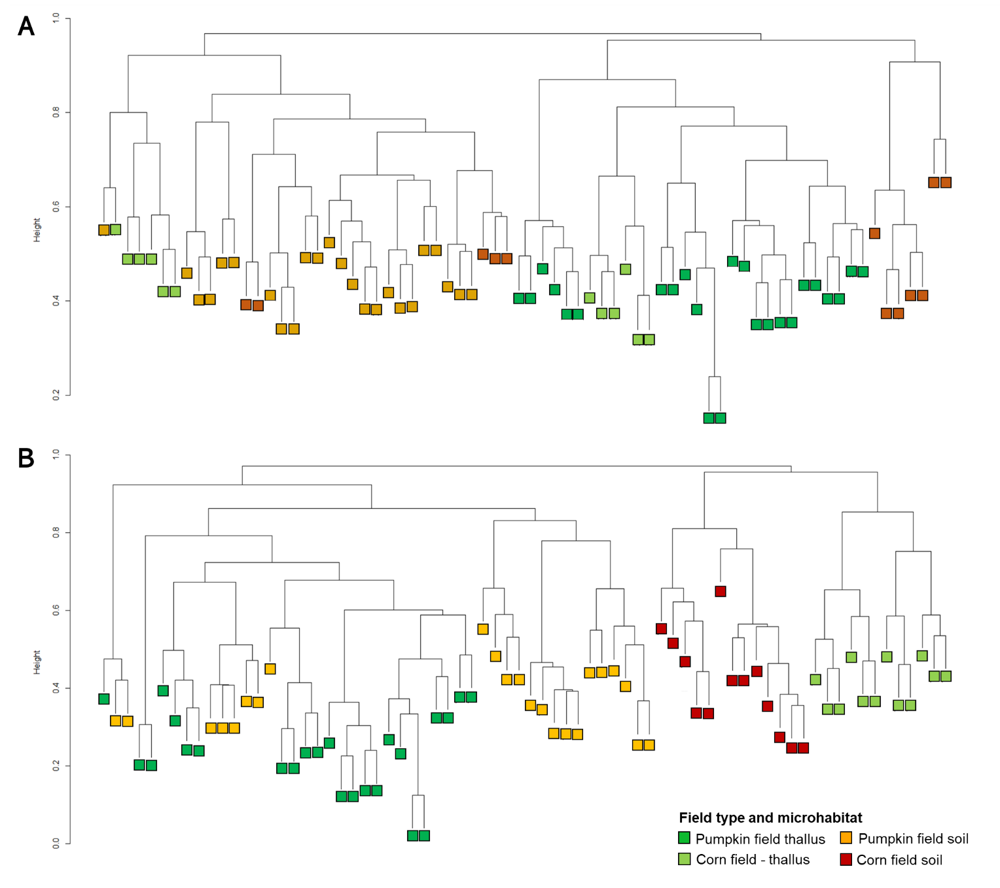 A
1.0
0.8
0.6
0.4
0.2
Height
B
1.0
0.8
0.6
0.4
0.2
0.0
Height
Field type and microhabitat
Pumpkin field thallus
Pumpkin field soil
Corn field - thallus
Corn field soil